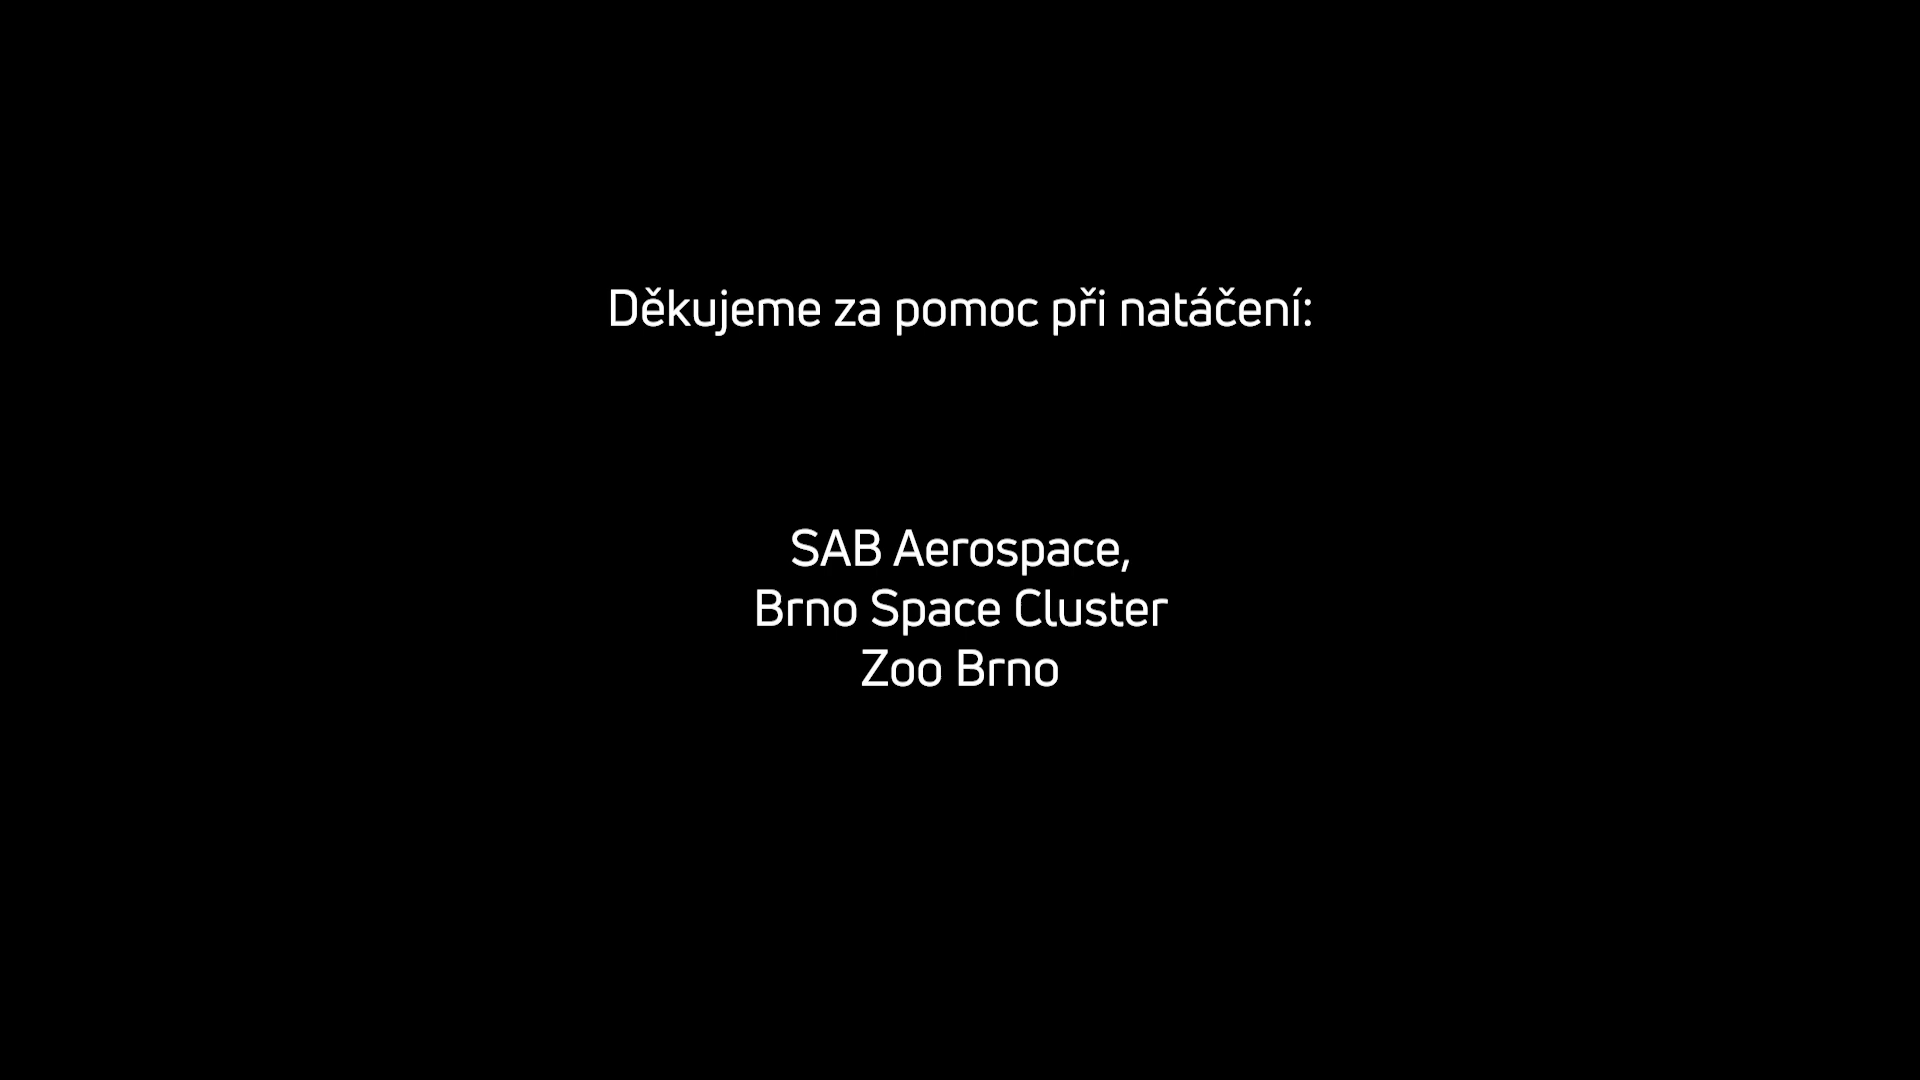 Děkujeme za pomoc při natáčení:
SAB Aerospace,
Brno Space Cluster
Zoo Brno